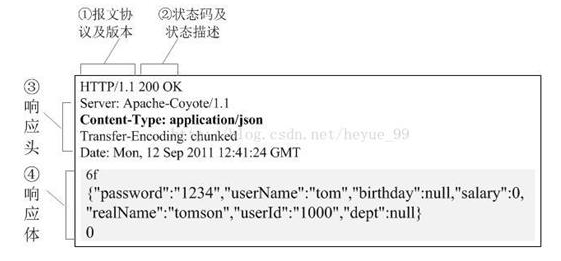 ①报文协 ②状态码及
议及版本 状态描述
HTTP/1.1 200 OK
③响应头
Server: Apache-Coyote/1.1
Content-Type: application/json
Transfer-Encoding: chunked
http://blog.csdn.net/heyue_99
Date: Mon, 12 Sep 2011 12:41:24 GMT
④响应体
6f
{"password":"1234","userName":"tom","birthday":null,"salary":0,
"realName":"tomson","userId":"1000","dept":null}
0